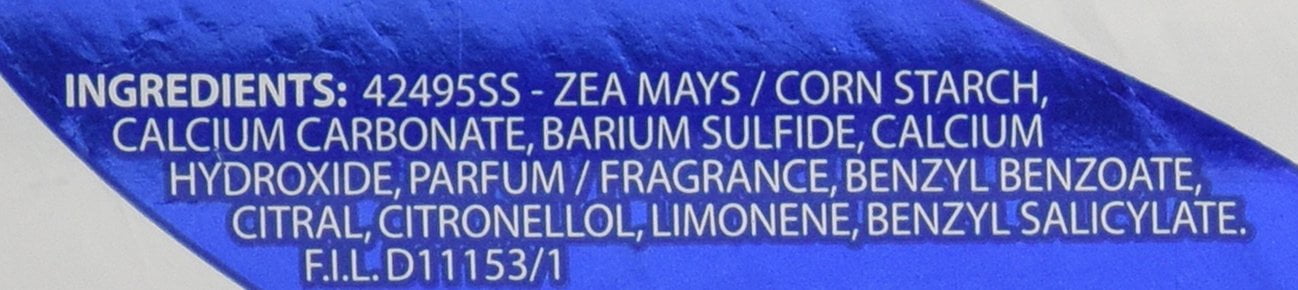 INGREDIENTS: 42495SS - ZEA MAYS / CORN STARCH,
CALCIUM CARBONATE, BARIUM SULFIDE, CALCIUM
HYDROXIDE, PARFUM / FRAGRANCE, BENZYL BENZOATE,
CITRAL, CITRONELLOL, LIMONENE, BENZYL SALICYLATE.
F.I.L. D11153/1